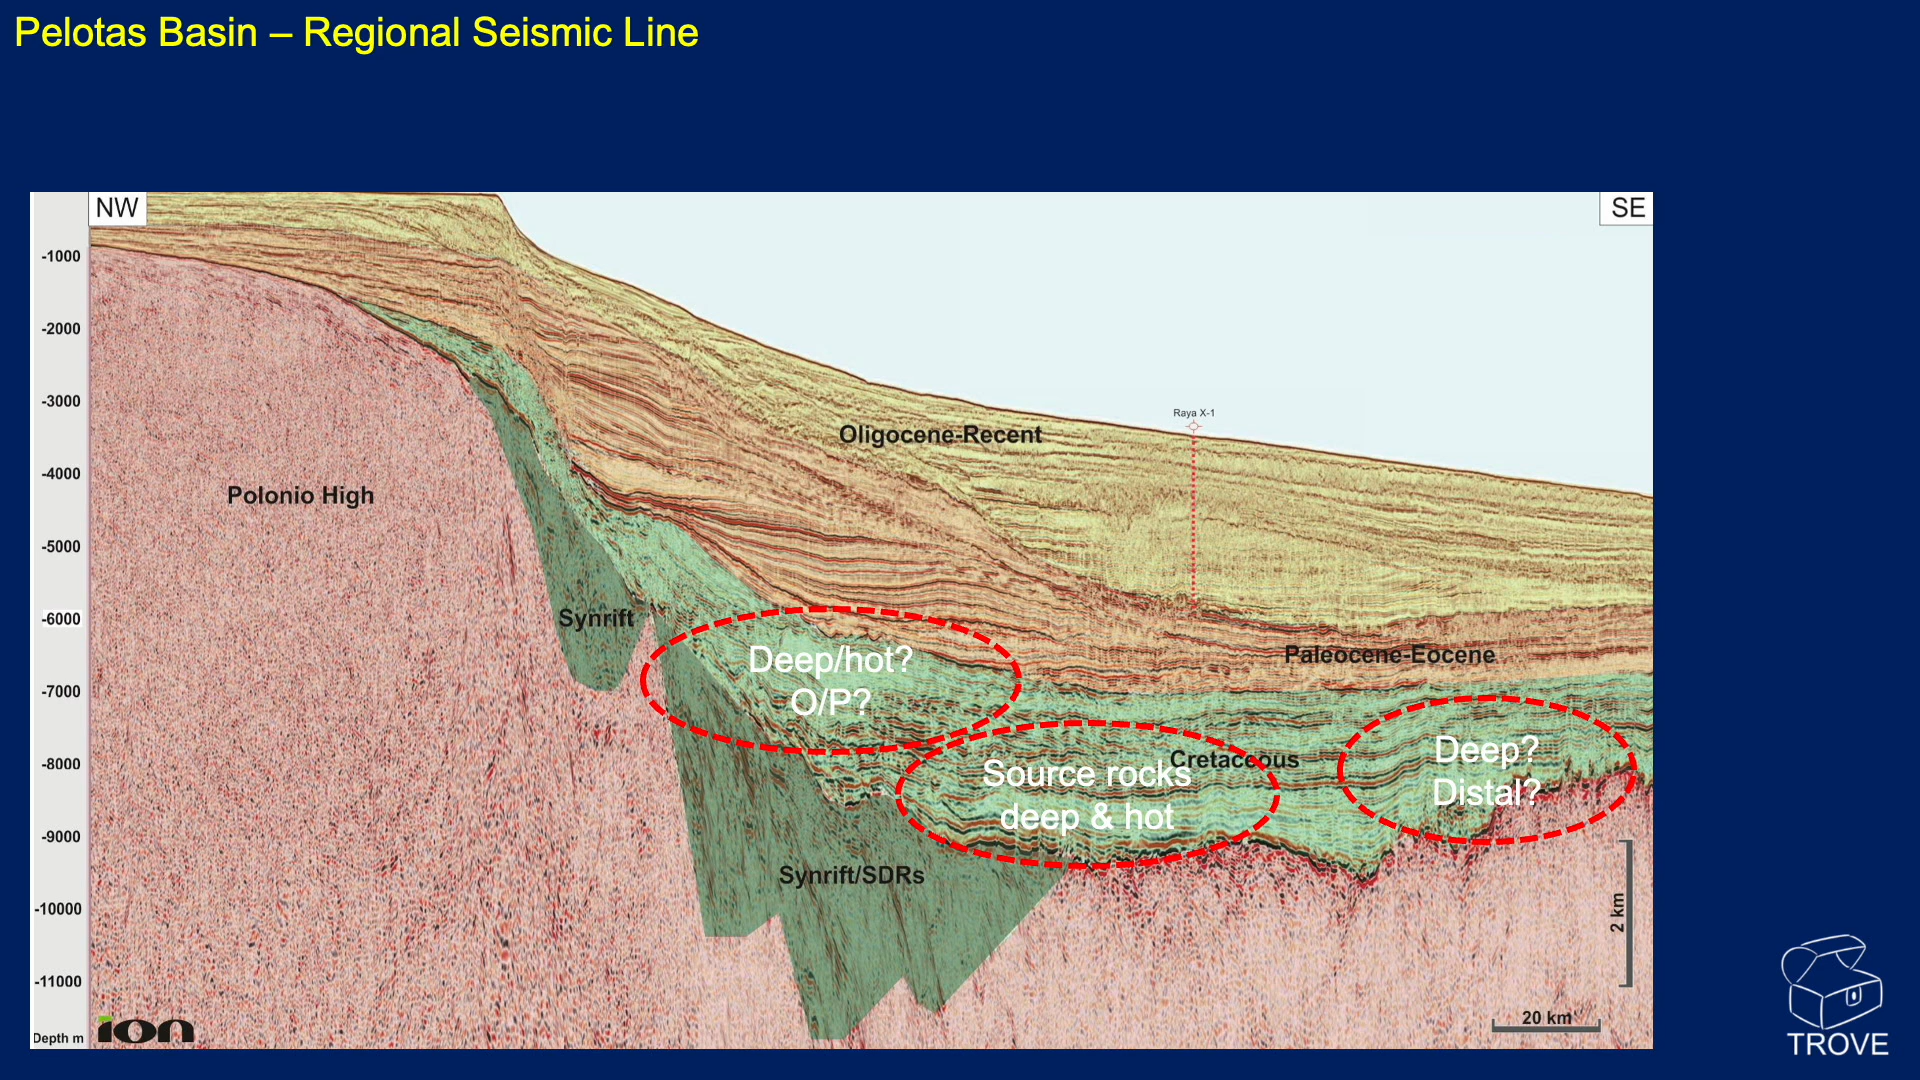 Pelotas Basin – Regional Seismic Line
NW
SE
-1000
-2000
-3000
-4000
-5000
-6000
-7000
-8000
-9000
-10000
-11000
Depth m
Raya X-1
Oligocene-Recent
Polonio High
Synrift
Paleocene-Eocene
Deep/hot?
O/P?
Cretaceous
Source rocks
deep & hot
Deep?
Distal?
Synrift/SDRs
2 km
20 km
ion
TROVE